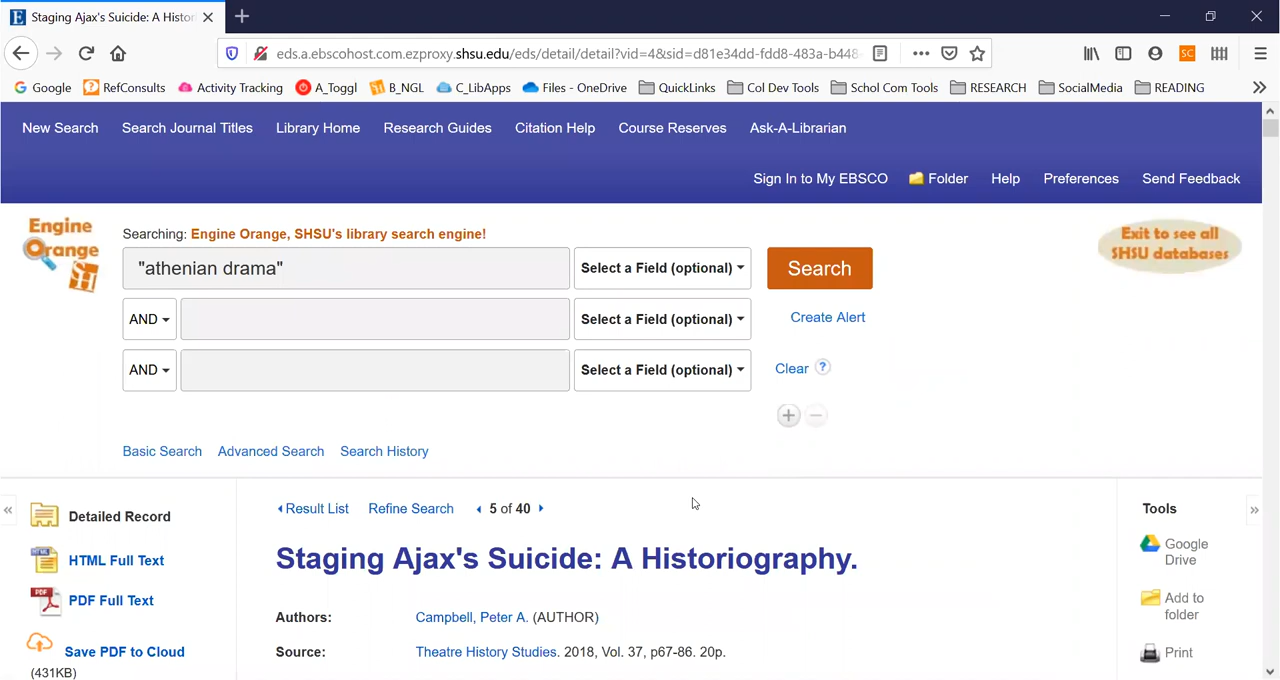 Staging Ajax's Suicide: A Histori
eds.a.ebscohost.com.ezproxy.shsu.edu/eds/detail/detail?vid=4&sid=d81e34dd-fdd8-483a-b448-
Google RefConsults Activity Tracking A_Toggl B_NGL C_LibApps Files - OneDrive QuickLinks Col Dev Tools Schol Com Tools RESEARCH SocialMedia READING
New Search Search Journal Titles Library Home Research Guides Citation Help Course Reserves Ask-A-Librarian
Sign In to My EBSCO Folder Help Preferences Send Feedback
Engine Orange
Searching: Engine Orange, SHSU's library search engine!
Exit to see all
SHSU databases
"athenian drama" Select a Field (optional) Search
AND Select a Field (optional) Create Alert
AND Select a Field (optional) Clear ?
Basic Search Advanced Search Search History
Detailed Record
HTML Full Text
PDF Full Text
Save PDF to Cloud
(431KB)
Result List Refine Search 5 of 40
Staging Ajax's Suicide: A Historiography.
Authors: Campbell, Peter A. (AUTHOR)
Source: Theatre History Studies. 2018, Vol. 37, p67-86. 20p.
Tools
Google
Drive
Add to
folder
Print